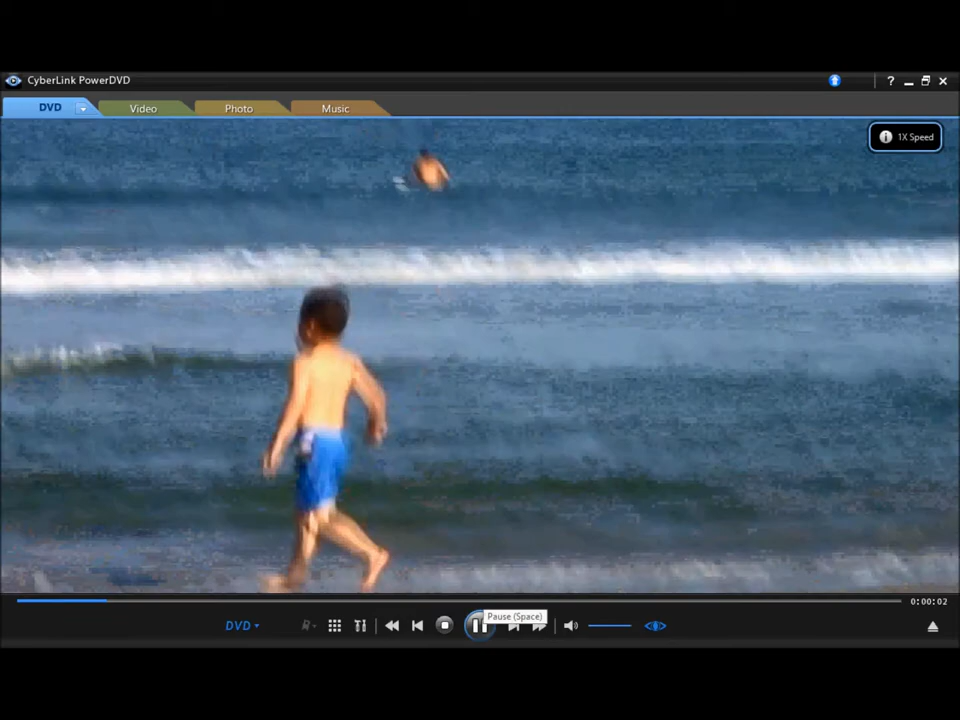 CyberLink PowerDVD
?
DVD
Video
Photo
Music
1X Speed
0:00:02
DVD
Pause (Space)